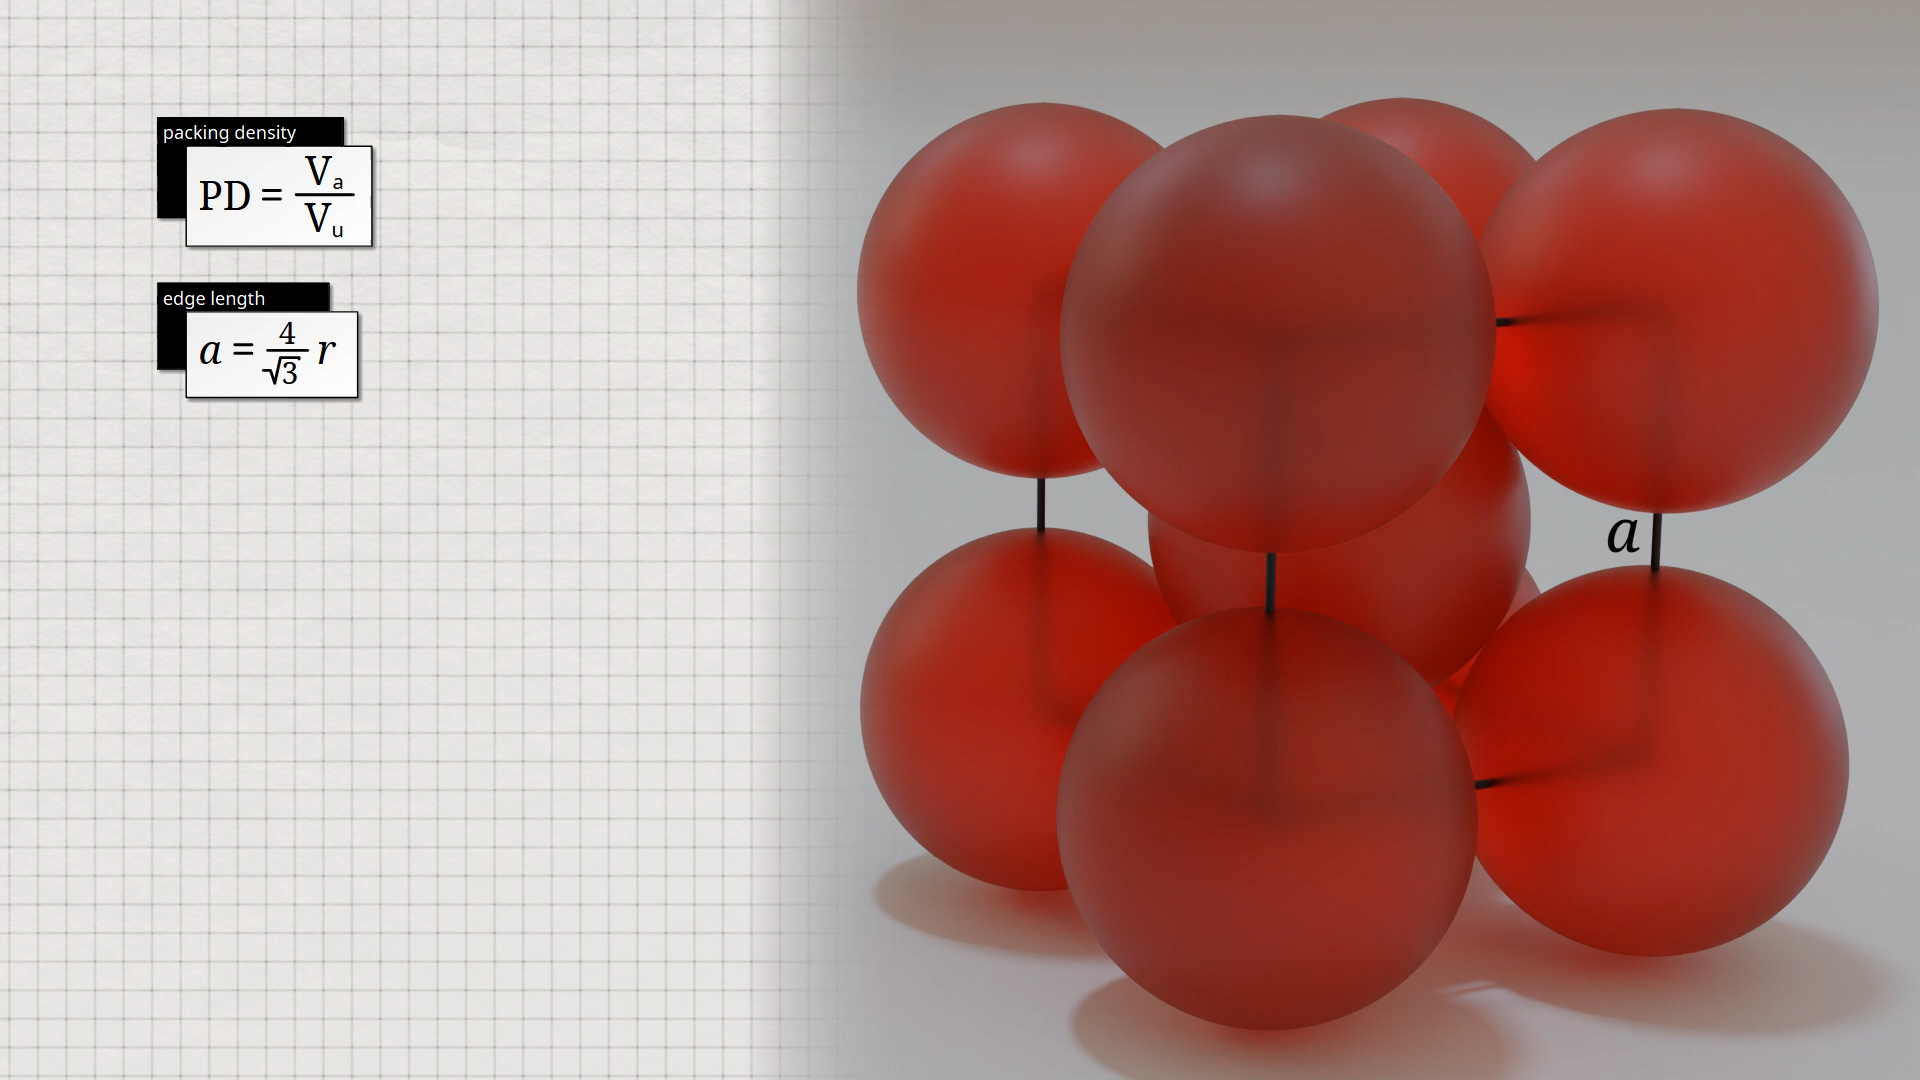 packing density
PD = Vₐ / Vᵤ
edge length
a = 4 / √3 r
a